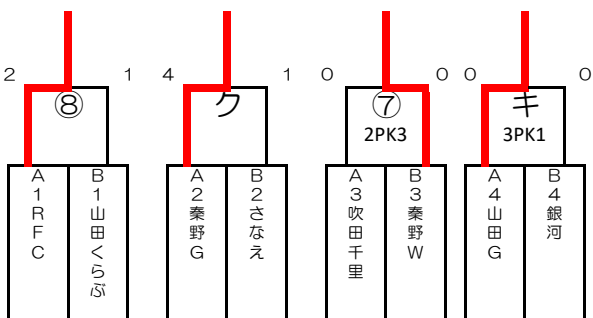 2 1 4 1 0 0 0 0
⑧ ク ⑦ キ
2PK3 3PK1
A1RFC
B1山田くらぶ
A2秦野G
B2さなえ
A3吹田千里
B3秦野W
A4山田G
B4銀河